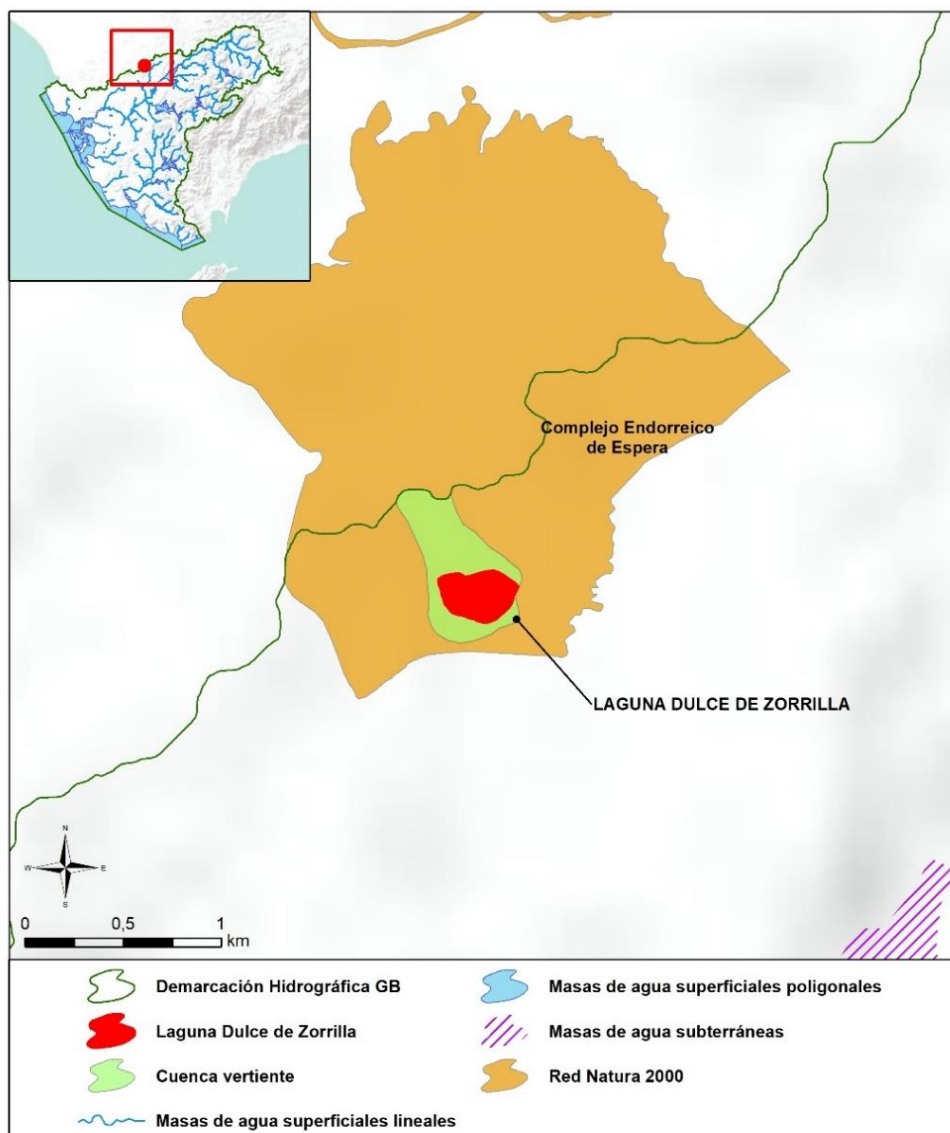 Complejo Endorreico
de Espera
LAGUNA DULCE DE ZORRILLA
N
W E
S
0 0,5 1
km
Demarcación Hidrográfica GB
Masas de agua superficiales poligonales
Laguna Dulce de Zorrilla
Masas de agua subterráneas
Cuenca vertiente
Red Natura 2000
Masas de agua superficiales lineales